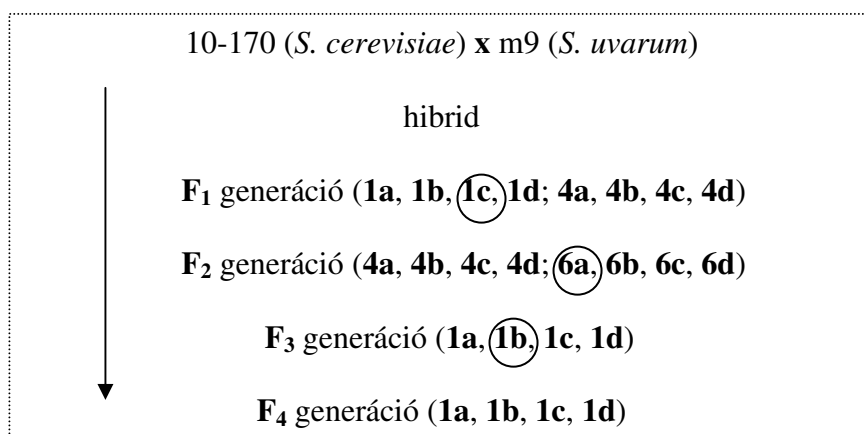 10-170 (S. cerevisiae) x m9 (S. uvarum)
hibrid
F₁ generáció (1a, 1b, 1c, 1d; 4a, 4b, 4c, 4d)
F₂ generáció (4a, 4b, 4c, 4d; 6a, 6b, 6c, 6d)
F₃ generáció (1a, 1b, 1c, 1d)
F₄ generáció (1a, 1b, 1c, 1d)